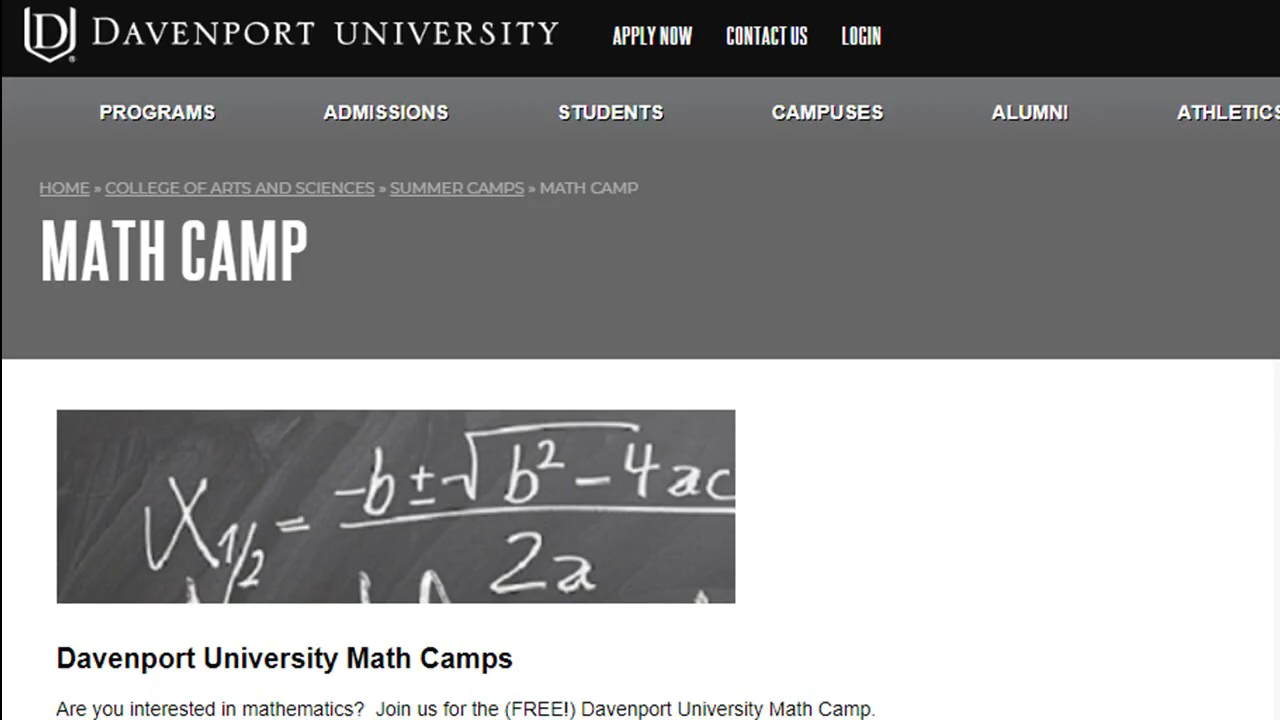 DAVENPORT UNIVERSITY APPLY NOW CONTACT US LOGIN
PROGRAMS ADMISSIONS STUDENTS CAMPUSES ALUMNI ATHLETICS
HOME » COLLEGE OF ARTS AND SCIENCES » SUMMER CAMPS » MATH CAMP
MATH CAMP
X1/2 = -b±√b²-4ac
2a
Davenport University Math Camps
Are you interested in mathematics? Join us for the (FREE!) Davenport University Math Camp.